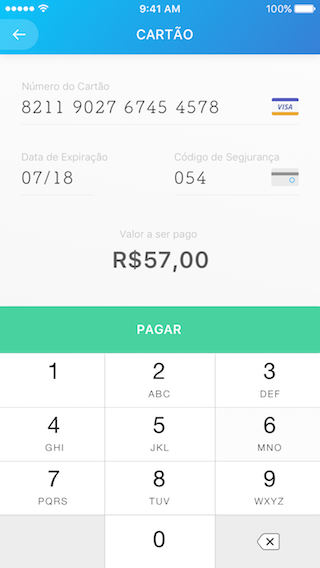 9:41 AM 100%
CARTÃO
Número do Cartão
8211 9027 6745 4578 VISA
Data de Expiração Código de Segjurança
07/18 054
Valor a ser pago
R$57,00
PAGAR
1 2 3
ABC DEF
4 5 6
GHI JKL MNO
7 8 9
PQRS TUV WXYZ
0